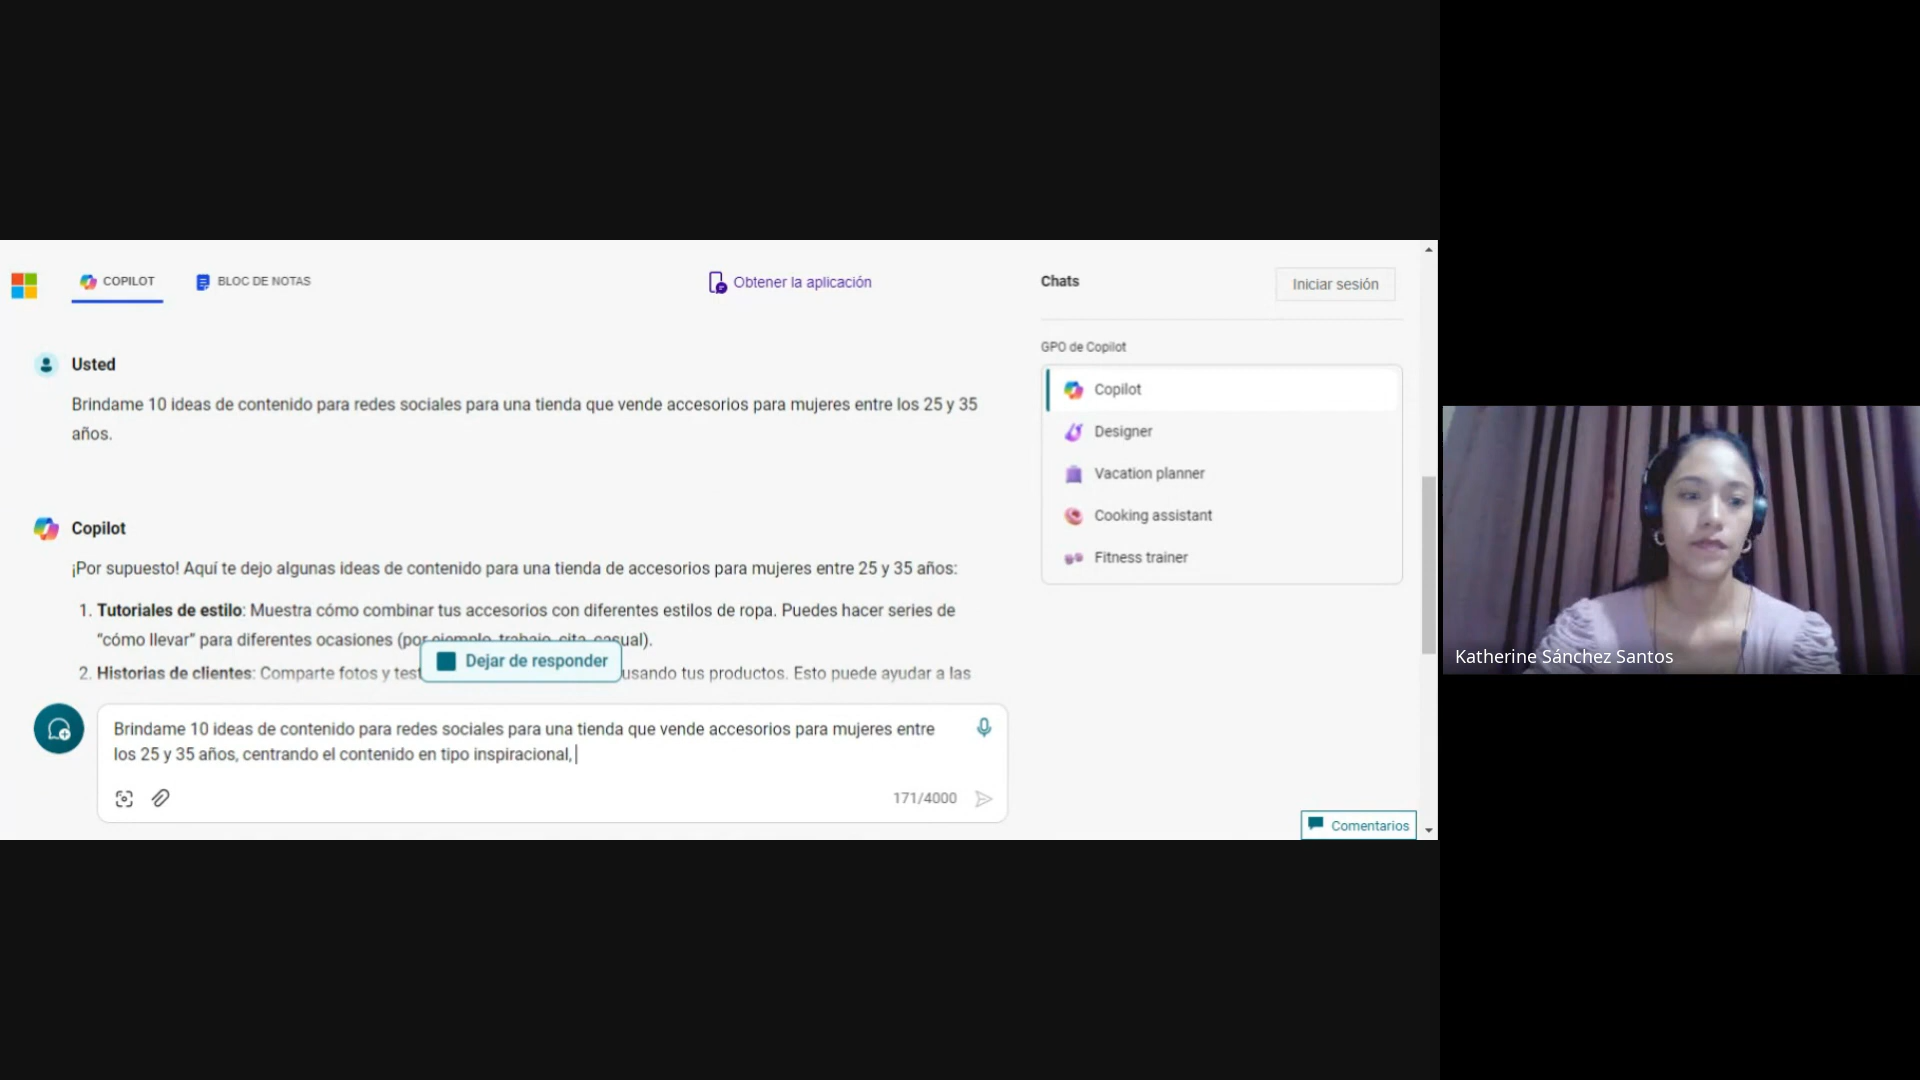 COPILOT
BLOC DE NOTAS
Obtener la aplicación
Usted
Brindame 10 ideas de contenido para redes sociales para una tienda que vende accesorios para mujeres entre los 25 y 35
años.
Copilot
¡Por supuesto! Aquí te dejo algunas ideas de contenido para una tienda de accesorios para mujeres entre 25 y 35 años:
1. Tutoriales de estilo: Muestra cómo combinar tus accesorios con diferentes estilos de ropa. Puedes hacer series de
“cómo llevar” para diferentes ocasiones (por ejemplo, trabajo, cita, casual).
2. Historias de clientes: Comparte fotos y usando tus productos. Esto puede ayudar a las
Dejar de responder
Brindame 10 ideas de contenido para redes sociales para una tienda que vende accesorios para mujeres entre
los 25 y 35 años, centrando el contenido en tipo inspiracional,
171/4000
Chats
Iniciar sesión
GPO de Copilot
Copilot
Designer
Vacation planner
Cooking assistant
Fitness trainer
Comentarios
Katherine Sánchez Santos